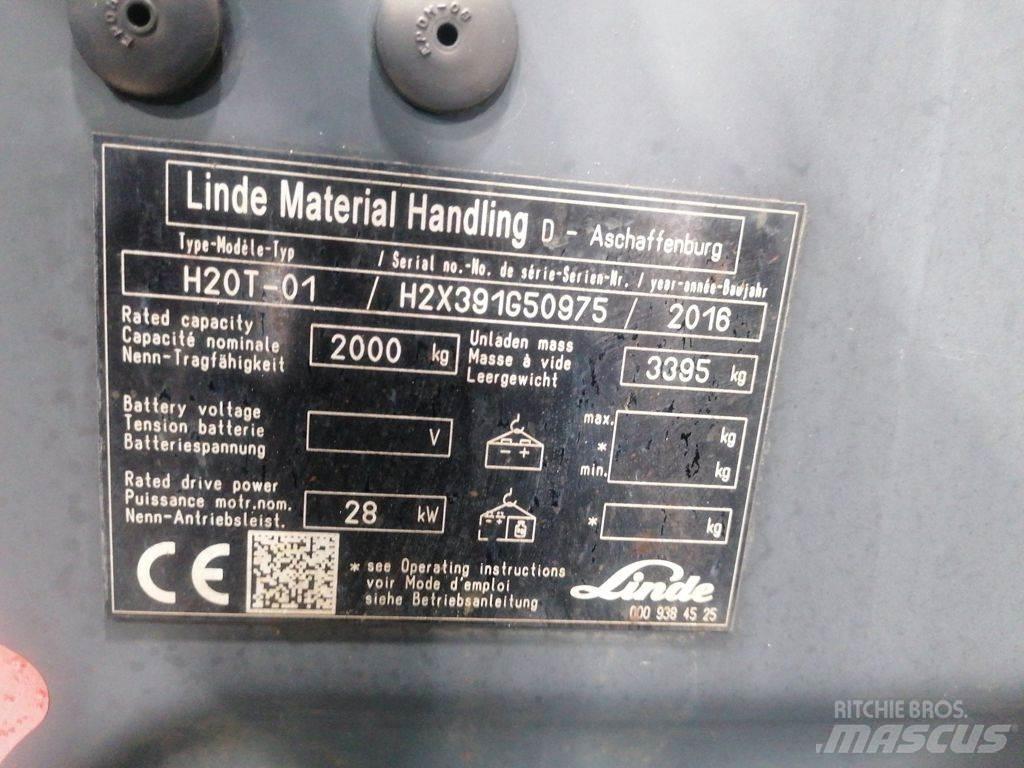 RPDM-08
Linde Material Handling D - Aschaffenburg
Type-Modèle-Typ / Serial no.-No. de série-Serien-Nr. / year-année-Baujahr
H20T-01 / H2X391G50975 / 2016
Rated capacity
Capacité nominale
Nenn-Tragfähigkeit
2000 kg
Unladen mass
Masse à vide
Leergewicht
3395 kg
Battery voltage
Tension batterie
Batteriespannung
V
- +
max. kg
*
min. kg
Rated drive power
Puissance motr.nom.
Nenn-Antriebsleist.
28 kW
* kg
CE
* see Operating instructions
voir Mode d'emploi
siehe Betriebsanleitung
Linde
000 938 45 25
RITCHIE BROS.
MASCUS